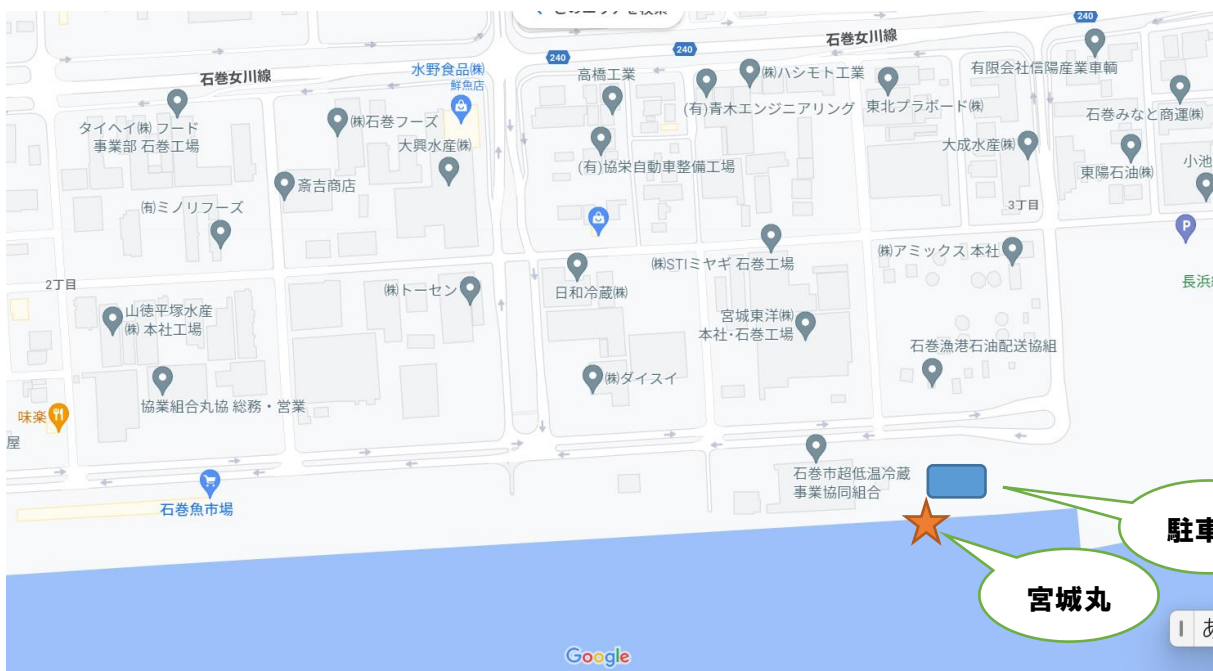 このエリアを検索
240
240
240
石巻女川線
石巻女川線
水野食品㈱
鮮魚店
高橋工業
㈱ハシモト工業
有限会社信陽産業車輌
タイヘイ㈱ フード
事業部 石巻工場
㈱石巻フーズ
(有)青木エンジニアリング
東北プラボード㈱
石巻みなと商運㈱
大興水産㈱
(有)協栄自動車整備工場
大成水産㈱
東陽石油㈱
小池
斎吉商店
㈲ミノリフーズ
3丁目
P
㈱STIミヤギ 石巻工場
㈱アミックス 本社
2丁目
㈱トーセン
日和冷蔵㈱
長浜
山徳平塚水産
㈱ 本社工場
宮城東洋㈱
本社・石巻工場
石巻漁港石油配送協組
㈱ダイスイ
協業組合丸協 総務・営業
味楽
屋
石巻魚市場
石巻市超低温冷蔵
事業協同組合
駐車
宮城丸
あ
Google